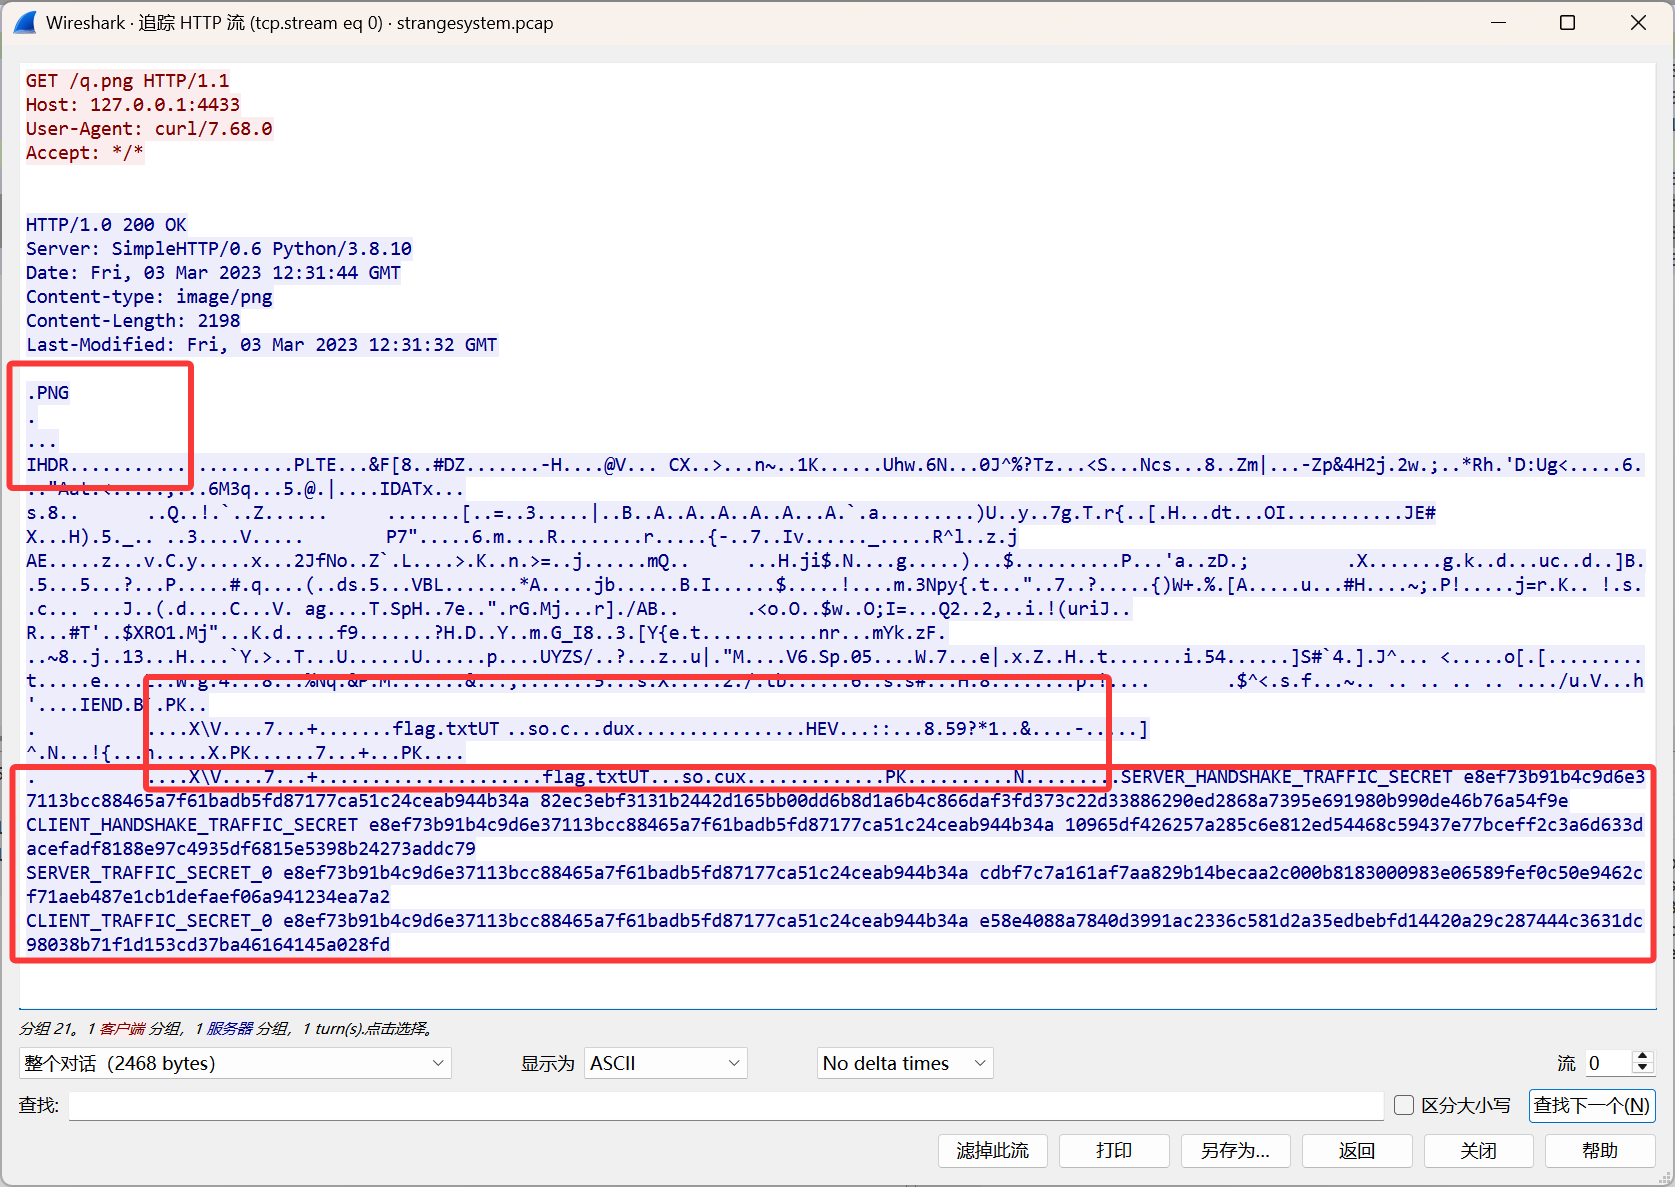 Wireshark · 追踪 HTTP 流 (tcp.stream eq 0) · strangesystem.pcap
GET /q.png HTTP/1.1
Host: 127.0.0.1:4433
User-Agent: curl/7.68.0
Accept: */*
HTTP/1.0 200 OK
Server: SimpleHTTP/0.6 Python/3.8.10
Date: Fri, 03 Mar 2023 12:31:44 GMT
Content-type: image/png
Content-Length: 2198
Last-Modified: Fri, 03 Mar 2023 12:31:32 GMT
.PNG
.
...
IHDR.....................PLTE...&F[8..#DZ.......-H....@V... CX..>...n~..1K......Uhw.6N...0J^%?Tz...<S...Ncs...8..Zm|...-Zp&4H2j.2w.;..*Rh.'D:Ug<.....6.
...6M3q...5.@.|....IDATx...
s.8.. ..Q..!.`..Z...... .......[..=..3.....|..B..A..A..A..A...A.`.a.........)U..y..7g.T.r{..[.H...dt...OI...........JE#
X...H).5._.. ..3....V..... P7".....6.m....R........r.....{-..7..Iv......_.....R^l..z.j
AE.....z...v.C.y.....x...2JfNo..Z`.L....>.K..n.>=..j......mQ.. ...H.ji$.N....g.....)...$..........P...'a..zD.; .X.......g.k..d...uc..d..]B.
.5...5...?...P.....#.q....(..ds.5...VBL.......*A.....jb......B.I......$.....!....m.3Npy{.t..."..7..?.....{)W+.%.[A.....u...#H....~;.P!.....j=r.K.. !.s.
.c... ...J..(.d....C...V. ag....T.SpH..7e..".rG.Mj...r]./AB.. .<o.O..$w..O;I=...Q2..2,..i.!(uriJ..
R...#T'..$XRO1.Mj"...K.d.....f9.......?H.D..Y..m.G_I8..3.[Y{e.t...........nr...mYk.zF.
..~8..j..13...H....`Y.>..T...U......U......p....UYZS/..?...z..u|."M....V6.Sp.05....W.7...e|.x.Z..H..t.......i.54......]S#`4.].J^... <.....o[.[.........
t.....e.... .$^<.s.f...~.. .. .. .. .. ..../u.V...h
'....IEND.B .PK..
. ....X\V....7...+.......flag.txtUT ..so.c...dux................HEV...::...8.59?*1..&....-. ...]
^.N...!{... .....X.PK......7...+...PK....
. ....X\V....7...+.....................flag.txtUT...so.cux.............PK..........N.........SERVER_HANDSHAKE_TRAFFIC_SECRET e8ef73b91b4c9d6e3
7113bcc88465a7f61badb5fd87177ca51c24ceab944b34a 82ec3ebf3131b2442d165bb00dd6b8d1a6b4c866daf3fd373c22d33886290ed2868a7395e691980b990de46b76a54f9e
CLIENT_HANDSHAKE_TRAFFIC_SECRET e8ef73b91b4c9d6e37113bcc88465a7f61badb5fd87177ca51c24ceab944b34a 10965df426257a285c6e812ed54468c59437e77bceff2c3a6d633d
acefadf8188e97c4935df6815e5398b24273addc79
SERVER_TRAFFIC_SECRET_0 e8ef73b91b4c9d6e37113bcc88465a7f61badb5fd87177ca51c24ceab944b34a cdbf7c7a161af7aa829b14becaa2c000b8183000983e06589fef0c50e9462c
f71aeb487e1cb1defaef06a941234ea7a2
CLIENT_TRAFFIC_SECRET_0 e8ef73b91b4c9d6e37113bcc88465a7f61badb5fd87177ca51c24ceab944b34a e58e4088a7840d3991ac2336c581d2a35edbebfd14420a29c287444c3631dc
98038b71f1d153cd37ba46164145a028fd
分组 21。1 客户端 分组，1 服务器 分组，1 turn(s).点击选择。
整个对话（2468 bytes） 显示为 ASCII No delta times 流 0
查找: 区分大小写 查找下一个(N)
滤掉此流 打印 另存为... 返回 关闭 帮助